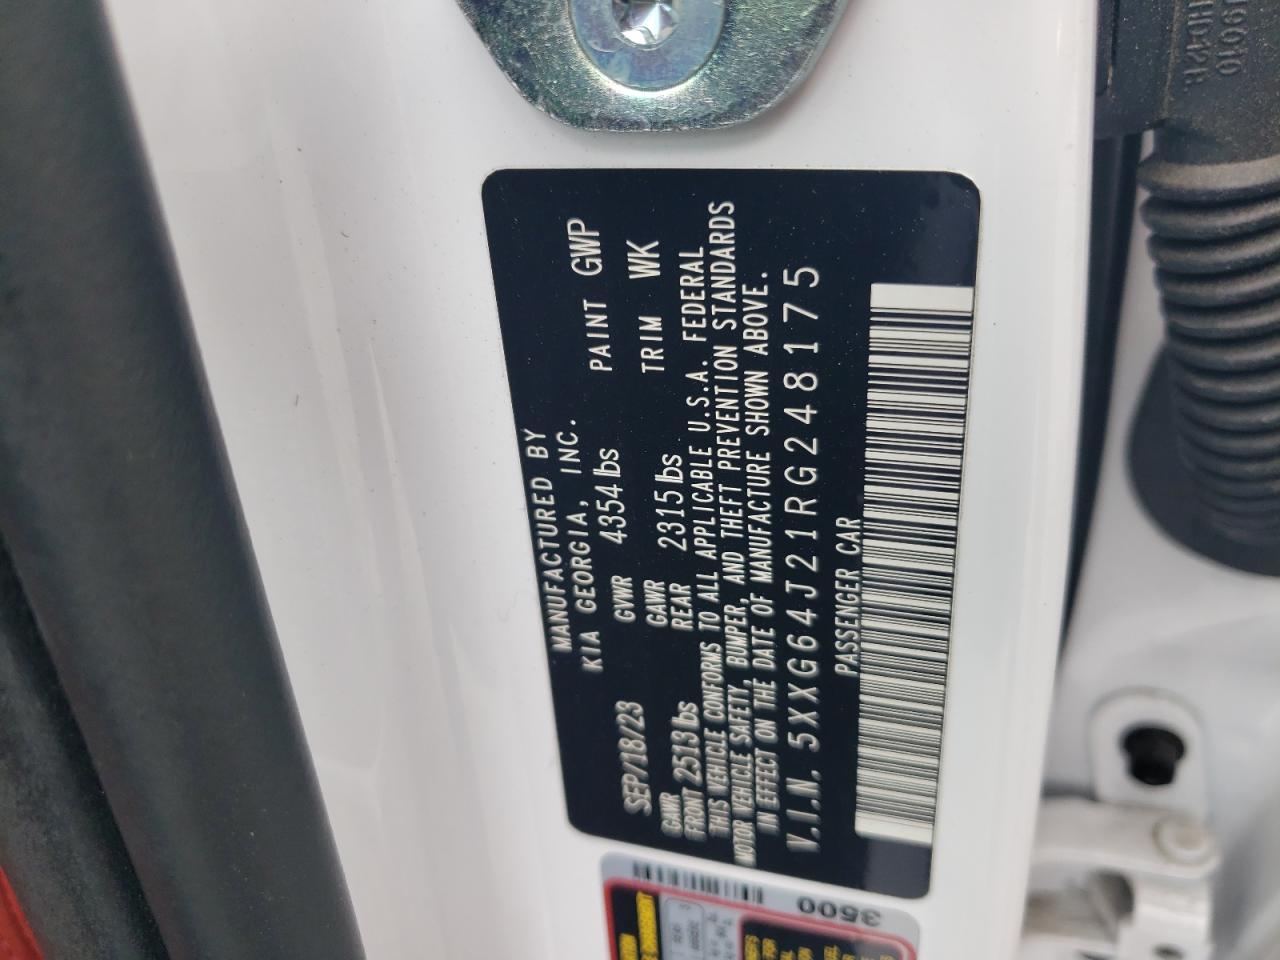 MANUFACTURED BY
KIA GEORGIA, INC.
SEP/18/23 GVWR 4354 lbs PAINT GWP
GAWR FRONT 2513 lbs GAWR REAR 2315 lbs TRIM WK
THIS VEHICLE CONFORMS TO ALL APPLICABLE U.S.A. FEDERAL
MOTOR VEHICLE SAFETY, BUMPER, AND THEFT PREVENTION STANDARDS
IN EFFECT ON THE DATE OF MANUFACTURE SHOWN ABOVE.
V.I.N. 5XXG64J21RG248175
PASSENGER CAR
3500